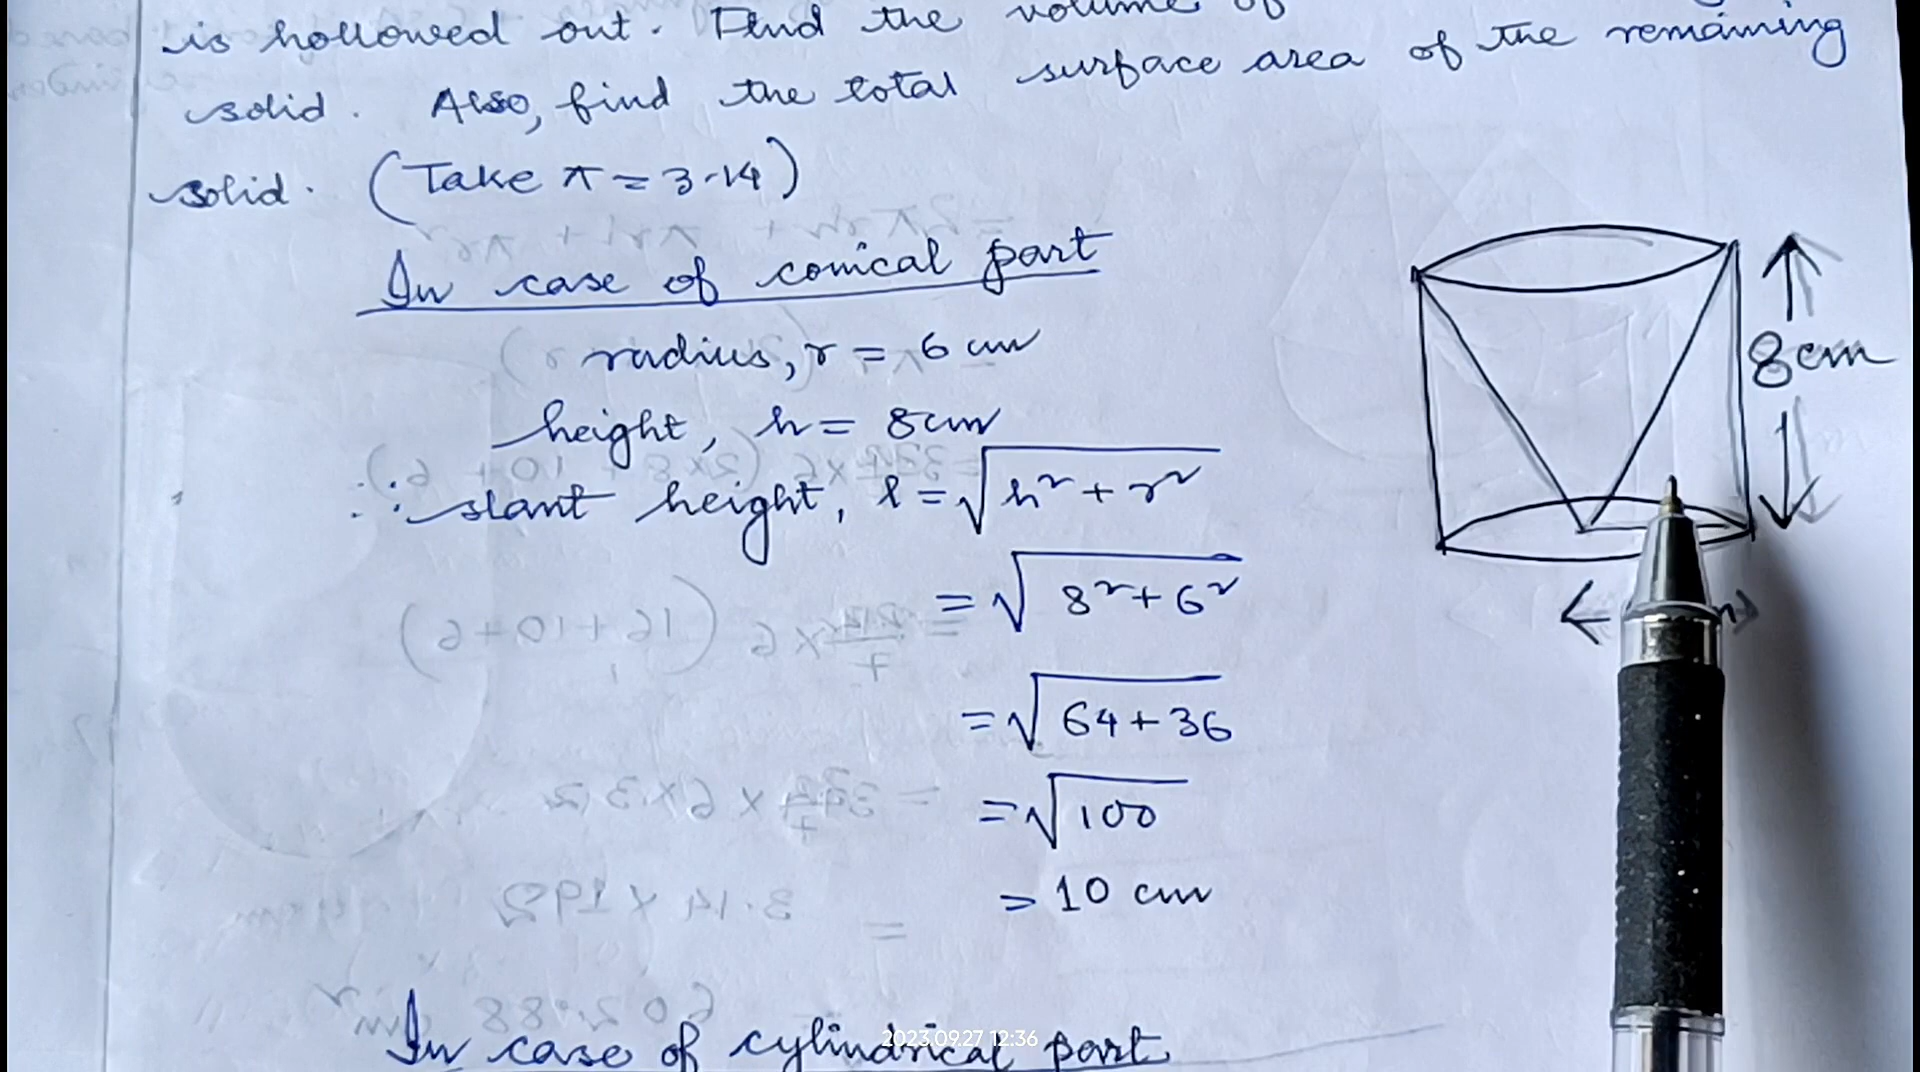 is hollowed out. Find the volume of
solid. Also, find the total surface area of the remaining
solid. (Take π = 3.14)
In case of conical part
radius, r = 6 cm
height, h = 8cm
∴ slant height, l = √h² + r²
= √8² + 6²
= √64 + 36
= √100
= 10 cm
In case of cylindrical part
8cm
2023.09.27 12:36